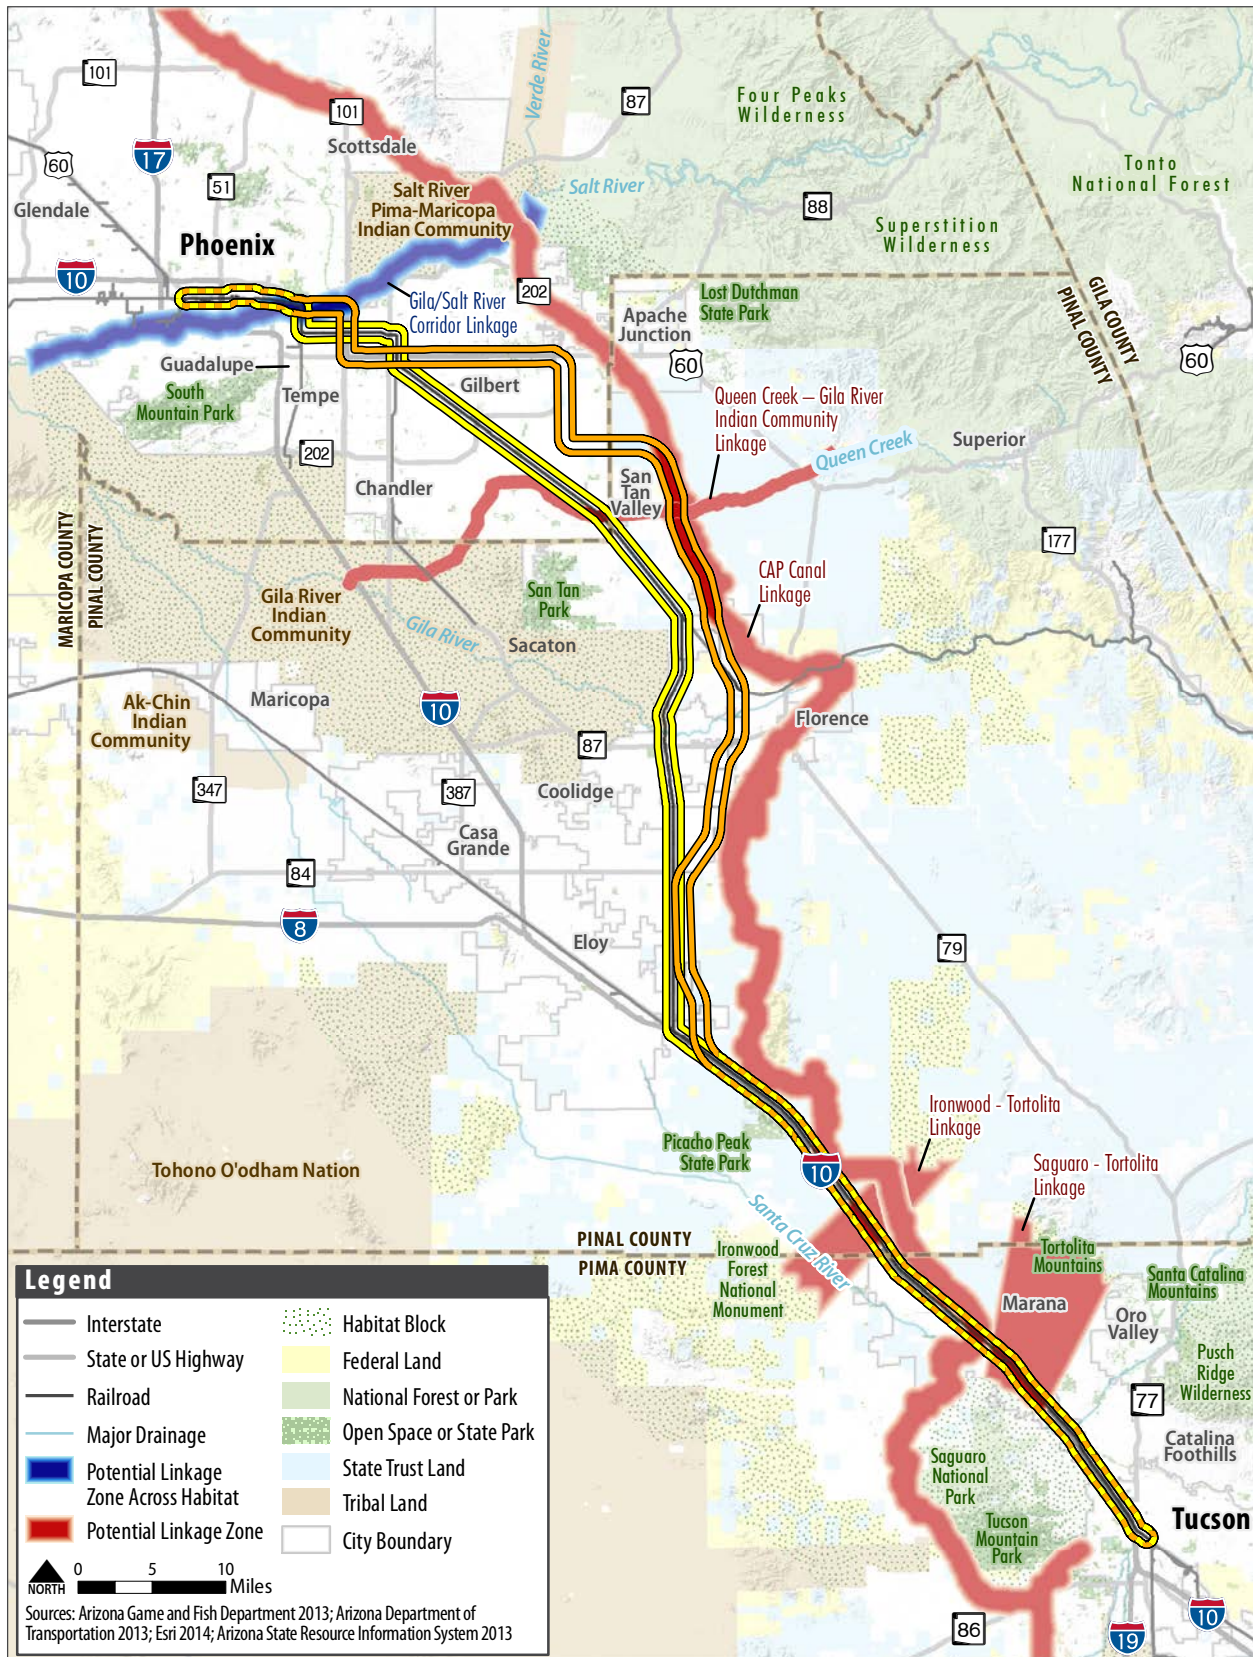 101
101
87
Verde River
Four Peaks
Wilderness
Scottsdale
17
60
51
Tonto
National Forest
Glendale
Salt River
Pima-Maricopa
Indian Community
Salt River
88
Superstition
Wilderness
Phoenix
10
Gila/Salt River
Corridor Linkage
202
Lost Dutchman
State Park
GILA COUNTY
PINAL COUNTY
Apache
Junction
60
60
Guadalupe
South
Mountain Park
Tempe
Gilbert
Queen Creek – Gila River
Indian Community
Linkage
Superior
Queen Creek
202
Chandler
San
Tan
Valley
177
MARICOPA COUNTY
PINAL COUNTY
CAP Canal
Linkage
San Tan
Park
Gila River
Indian
Community
Gila River
Sacaton
Ak-Chin
Indian
Community
Maricopa
10
Florence
87
347
387
Coolidge
Casa
Grande
84
8
Eloy
79
Ironwood - Tortolita
Linkage
Picacho Peak
State Park
10
Saguaro - Tortolita
Linkage
Tohono O'odham Nation
Santa Cruz River
PINAL COUNTY
PIMA COUNTY
Ironwood
Forest
National
Monument
Tortolita
Mountains
Santa Catalina
Mountains
Marana
Oro
Valley
Pusch
Ridge
Wilderness
77
Catalina
Foothills
Saguaro
National
Park
Tucson
Mountain
Park
Tucson
86
19
10
Legend
Interstate
State or US Highway
Railroad
Major Drainage
Potential Linkage
Zone Across Habitat
Potential Linkage Zone
Habitat Block
Federal Land
National Forest or Park
Open Space or State Park
State Trust Land
Tribal Land
City Boundary
NORTH
0 5 10
Miles
Sources: Arizona Game and Fish Department 2013; Arizona Department of
Transportation 2013; Esri 2014; Arizona State Resource Information System 2013